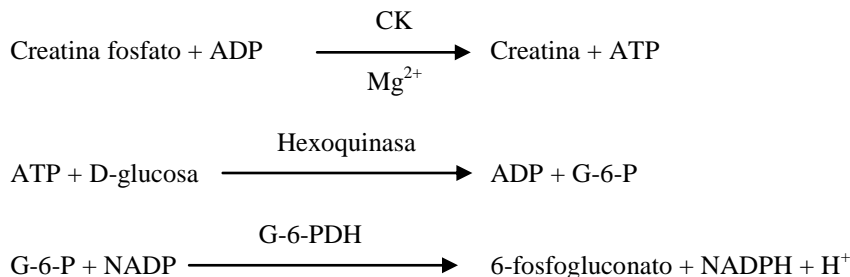 CK
Creatina fosfato + ADP Creatina + ATP
Mg²⁺
Hexoquinasa
ATP + D-glucosa ADP + G-6-P
G-6-PDH
G-6-P + NADP 6-fosfogluconato + NADPH + H⁺